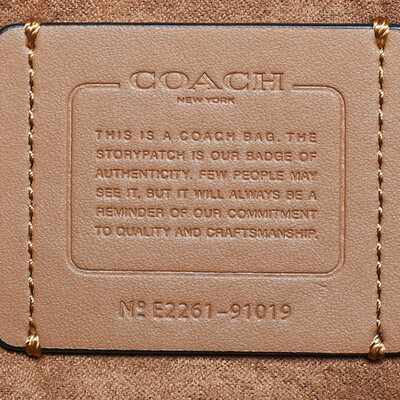 COACH
NEW YORK
THIS IS A COACH BAG. THE
STORYPATCH IS OUR BADGE OF
AUTHENTICITY. FEW PEOPLE MAY
SEE IT, BUT IT WILL ALWAYS BE A
REMINDER OF OUR COMMITMENT
TO QUALITY AND CRAFTSMANSHIP.
Nº E2261-91019